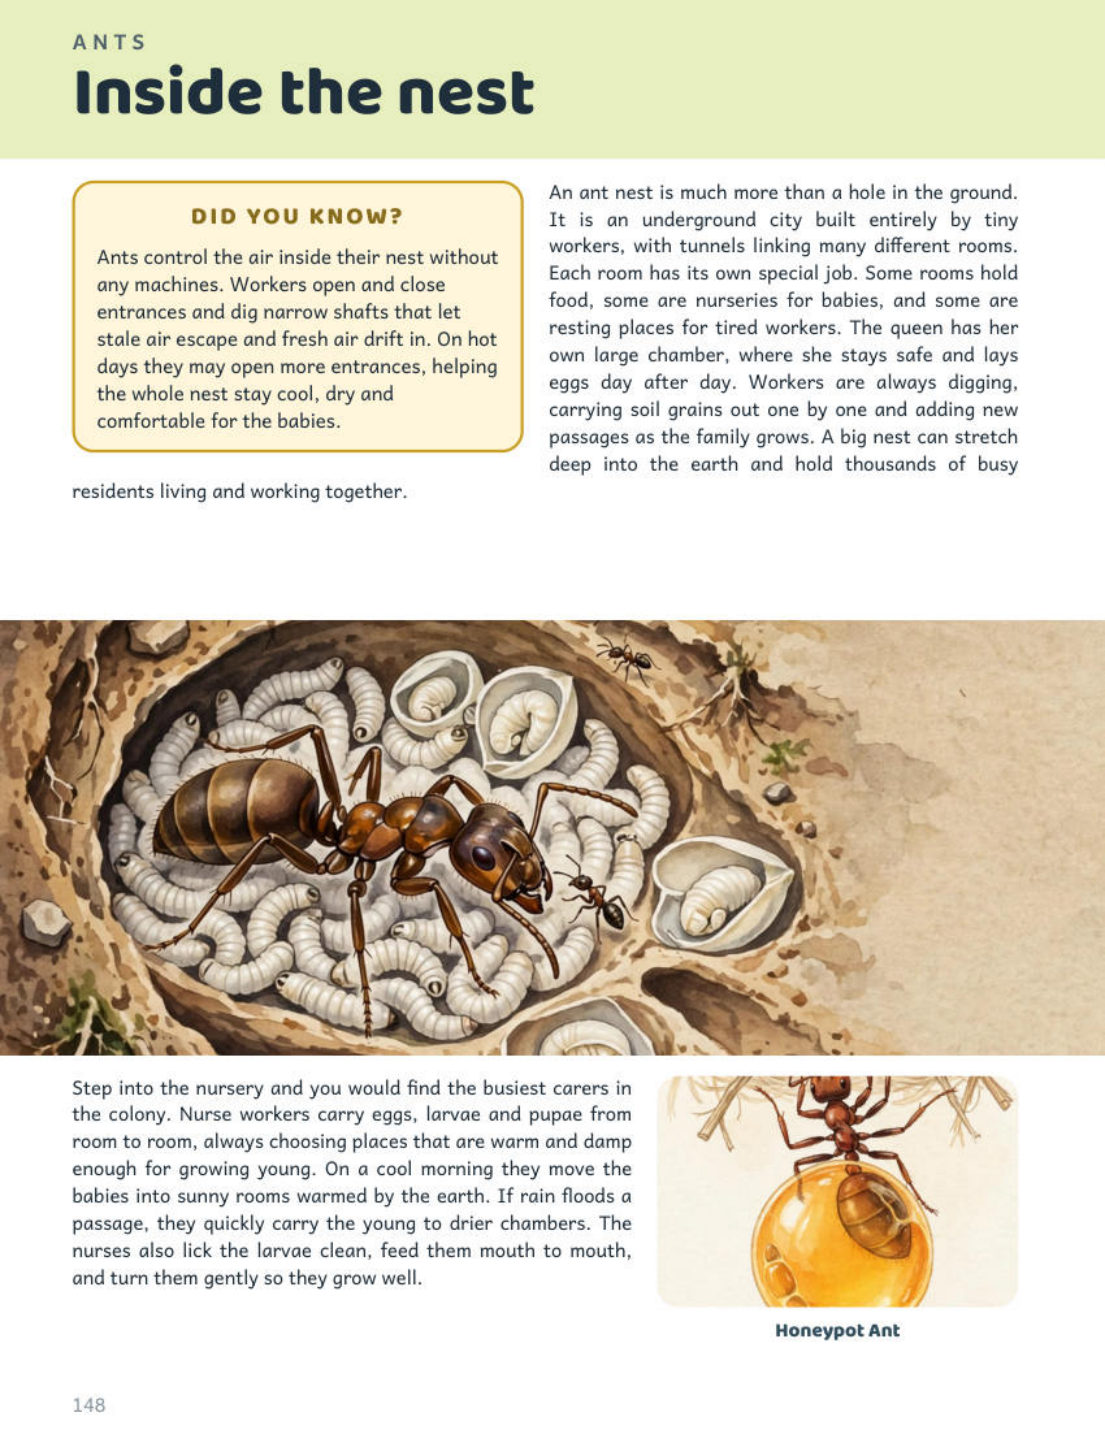 ANTS
Inside the nest
DID YOU KNOW?
Ants control the air inside their nest without
any machines. Workers open and close
entrances and dig narrow shafts that let
stale air escape and fresh air drift in. On hot
days they may open more entrances, helping
the whole nest stay cool, dry and
comfortable for the babies.
An ant nest is much more than a hole in the ground.
It is an underground city built entirely by tiny
workers, with tunnels linking many different rooms.
Each room has its own special job. Some rooms hold
food, some are nurseries for babies, and some are
resting places for tired workers. The queen has her
own large chamber, where she stays safe and lays
eggs day after day. Workers are always digging,
carrying soil grains out one by one and adding new
passages as the family grows. A big nest can stretch
deep into the earth and hold thousands of busy
residents living and working together.
Step into the nursery and you would find the busiest carers in
the colony. Nurse workers carry eggs, larvae and pupae from
room to room, always choosing places that are warm and damp
enough for growing young. On a cool morning they move the
babies into sunny rooms warmed by the earth. If rain floods a
passage, they quickly carry the young to drier chambers. The
nurses also lick the larvae clean, feed them mouth to mouth,
and turn them gently so they grow well.
Honeypot Ant
148